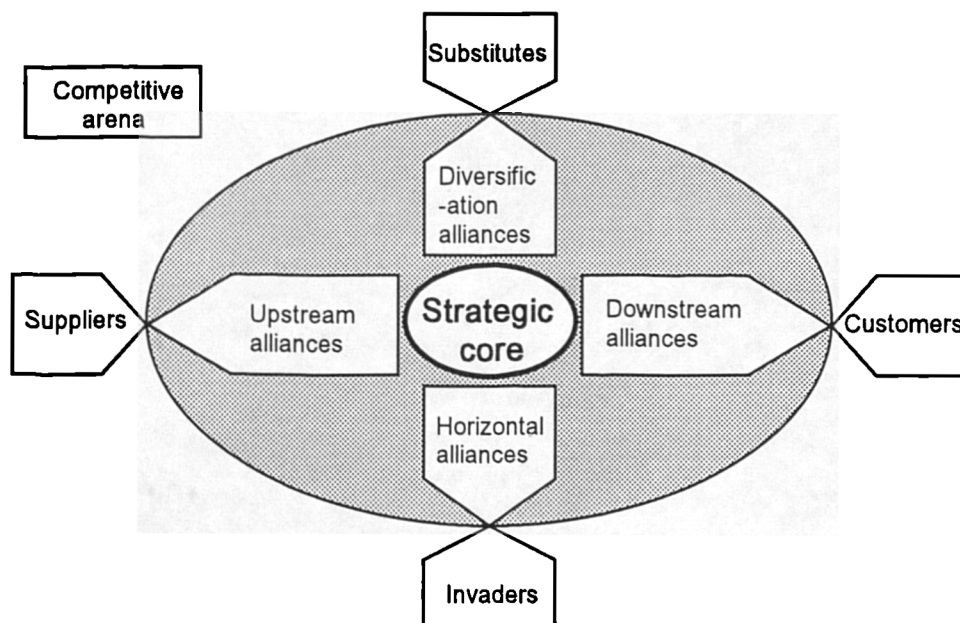 Substitutes
Competitive
arena
Diversific
-ation
alliances
Suppliers
Upstream
alliances
Strategic
core
Downstream
alliances
Customers
Horizontal
alliances
Invaders